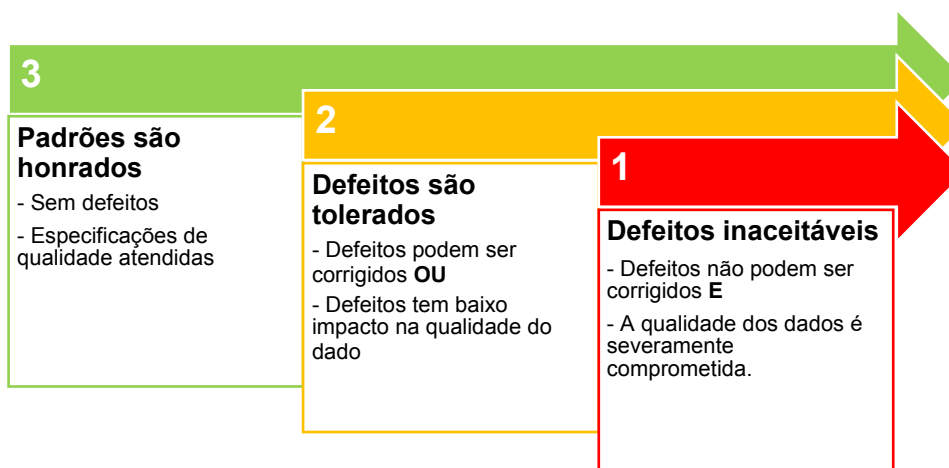 3
Padrões são
honrados
- Sem defeitos
- Especificações de
qualidade atendidas
2
Defeitos são
tolerados
- Defeitos podem ser
corrigidos OU
- Defeitos tem baixo
impacto na qualidade do
dado
1
Defeitos inaceitáveis
- Defeitos não podem ser
corrigidos E
- A qualidade dos dados é
severamente
comprometida.